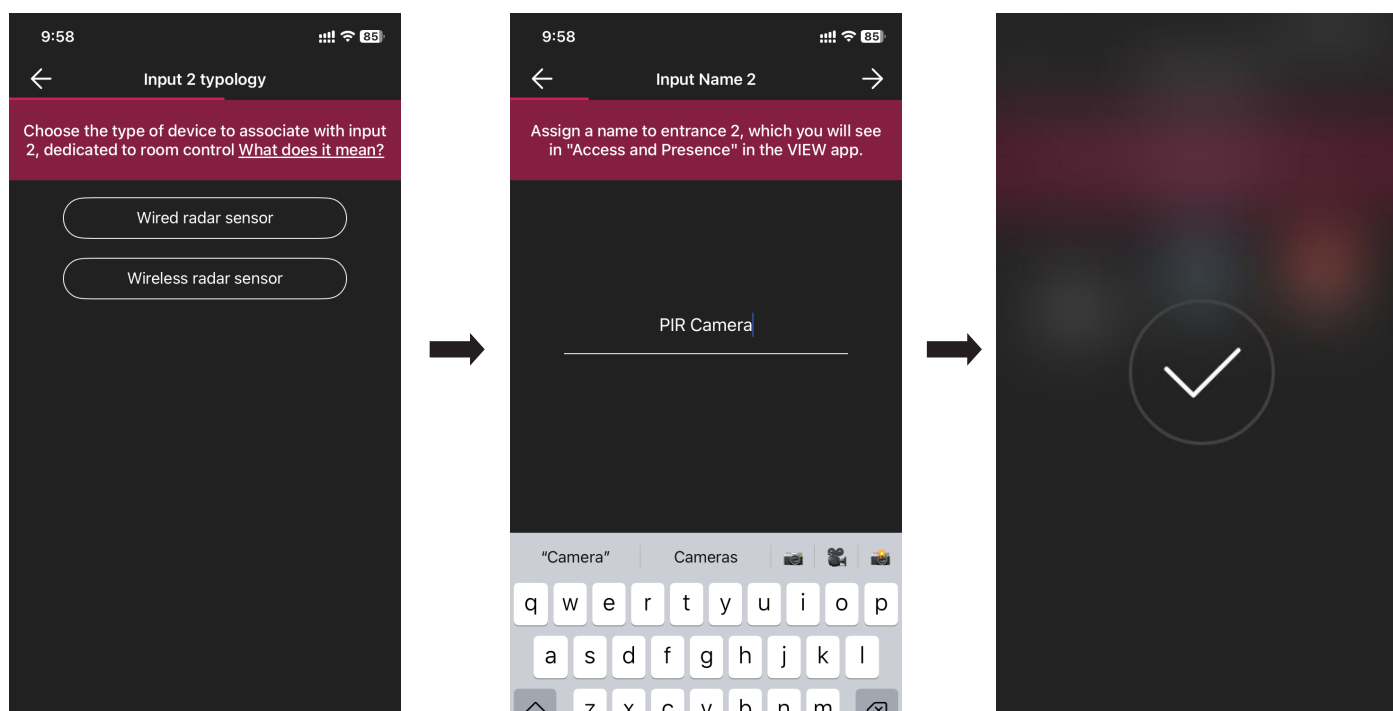 9:58
85
Input 2 typology
Choose the type of device to associate with input
2, dedicated to room control What does it mean?
Wired radar sensor
Wireless radar sensor
9:58
85
Input Name 2
Assign a name to entrance 2, which you will see
in "Access and Presence" in the VIEW app.
PIR Camera
“Camera”
Cameras
q w e r t y u i o p
a s d f g h j k l
z x c v b n m